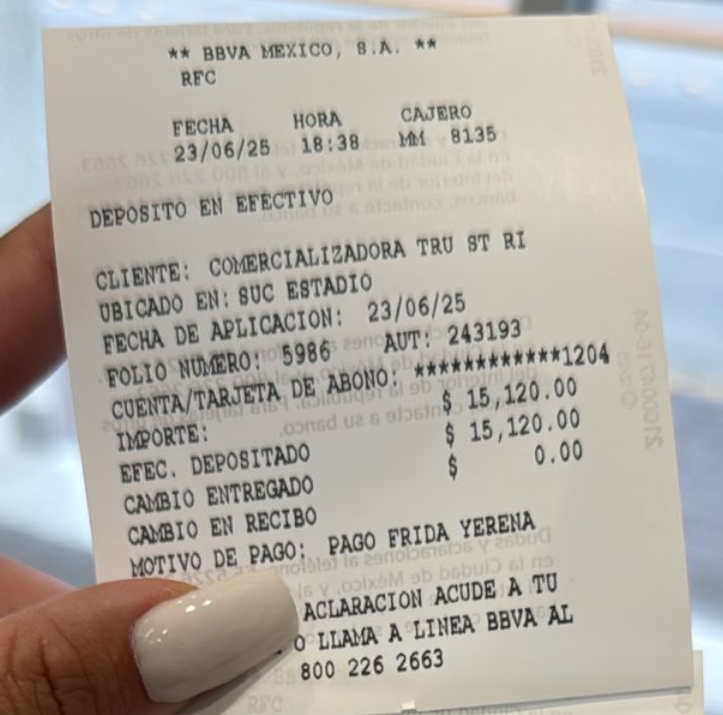 ** BBVA MEXICO, S.A. **
RFC
FECHA HORA CAJERO
23/06/25 18:38 MM 8135
DEPOSITO EN EFECTIVO
CLIENTE: COMERCIALIZADORA TRU ST RI
UBICADO EN: SUC ESTADIO
FECHA DE APLICACION: 23/06/25
FOLIO NUMERO: 5986 AUT: 243193
CUENTA/TARJETA DE ABONO: ************1204
IMPORTE: $ 15,120.00
EFEC. DEPOSITADO $ 15,120.00
CAMBIO ENTREGADO $ 0.00
CAMBIO EN RECIBO
MOTIVO DE PAGO: PAGO FRIDA YERENA
ACLARACION ACUDE A TU
O LLAMA A LINEA BBVA AL
800 226 2663